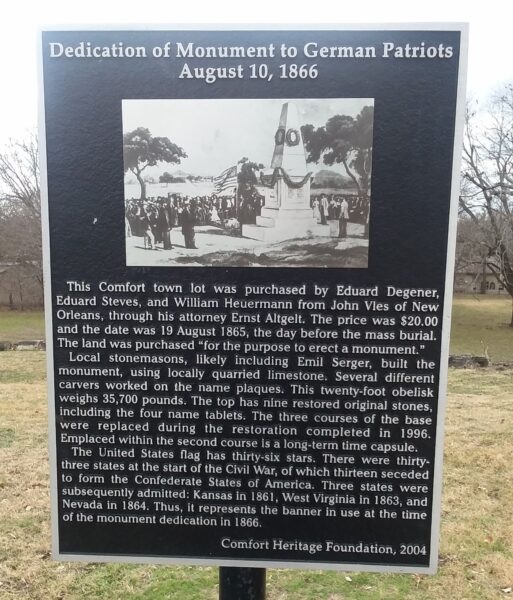 Dedication of Monument to German Patriots
August 10, 1866
This Comfort town lot was purchased by Eduard Degener,
Eduard Steves, and William Heuermann from John Vles of New
Orleans, through his attorney Ernst Altgelt. The price was $20.00
and the date was 19 August 1865, the day before the mass burial.
The land was purchased “for the purpose to erect a monument.”
Local stonemasons, likely including Emil Serger, built the
monument, using locally quarried limestone. Several different
carvers worked on the name plaques. This twenty-foot obelisk
weighs 35,700 pounds. The top has nine restored original stones,
including the four name tablets. The three courses of the base
were replaced during the restoration completed in 1996.
Emplaced within the second course is a long-term time capsule.
The United States flag has thirty-six stars. There were thirty-
three states at the start of the Civil War, of which thirteen seceded
to form the Confederate States of America. Three states were
subsequently admitted: Kansas in 1861, West Virginia in 1863, and
Nevada in 1864. Thus, it represents the banner in use at the time
of the monument dedication in 1866.
Comfort Heritage Foundation, 2004